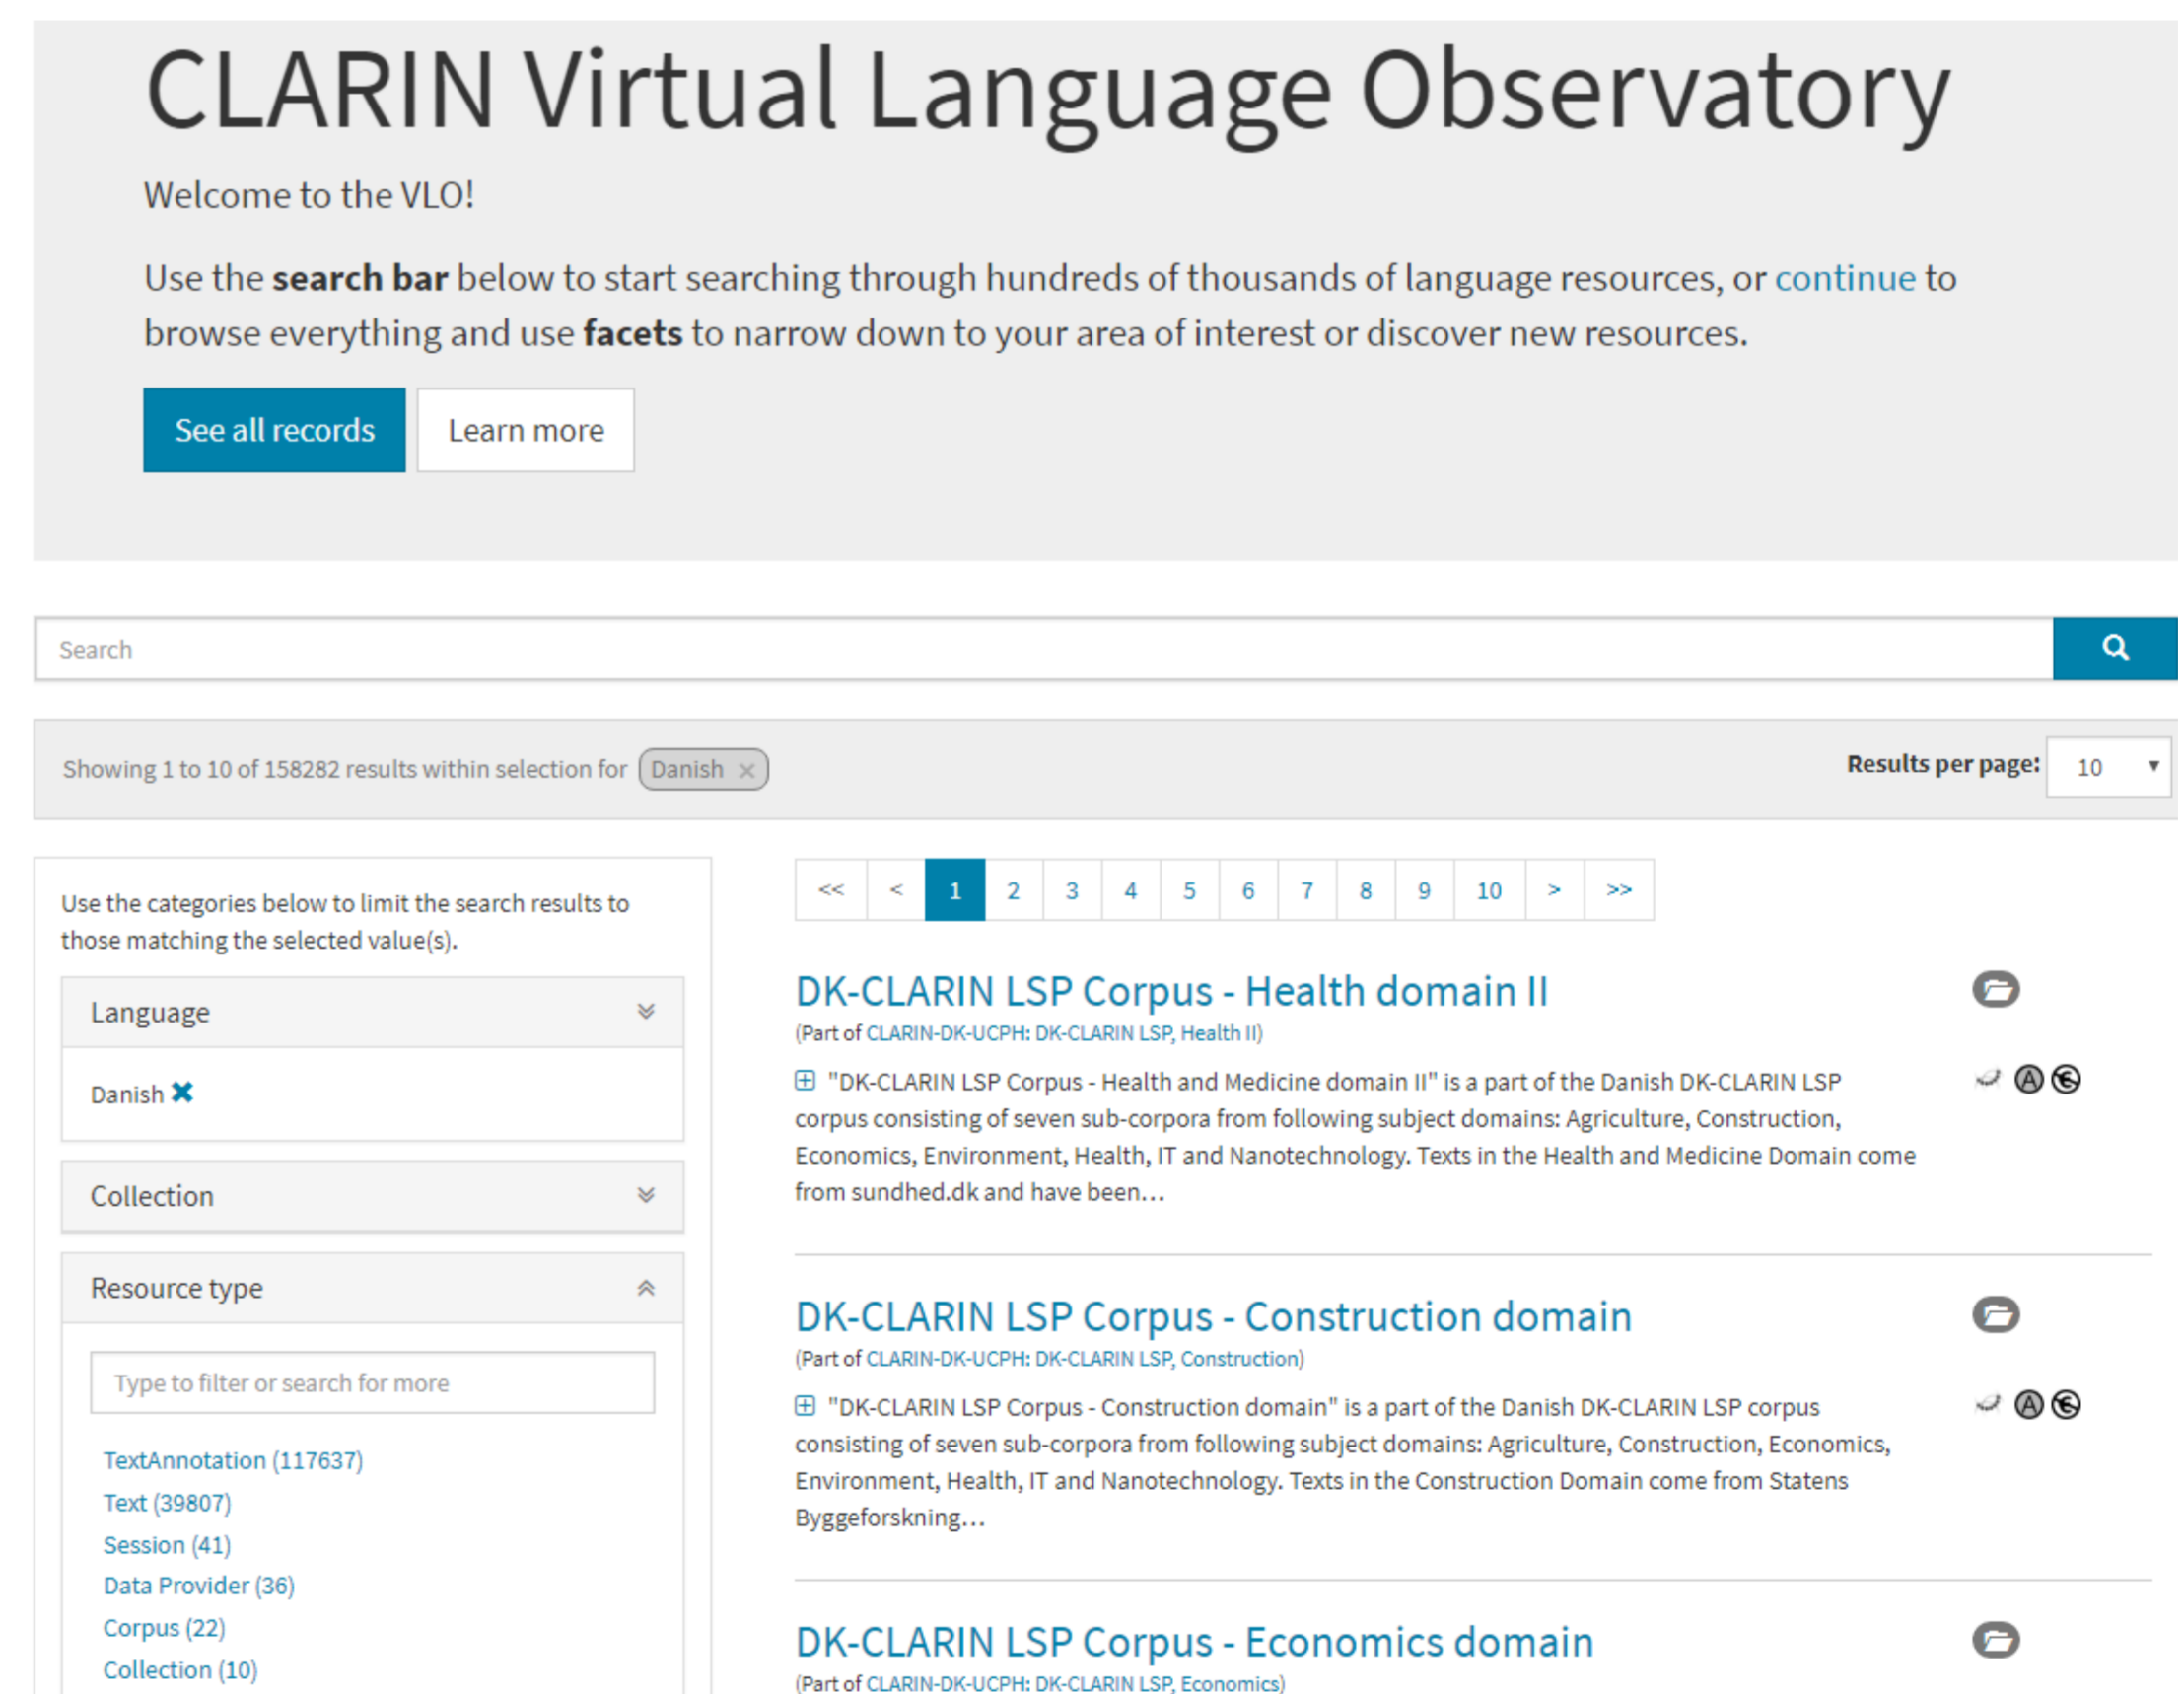 CLARIN Virtual Language Observatory
Welcome to the VLO!
Use the search bar below to start searching through hundreds of thousands of language resources, or continue to
browse everything and use facets to narrow down to your area of interest or discover new resources.
See all records
Learn more
Search
Showing 1 to 10 of 158282 results within selection for Danish ×
Results per page: 10
Use the categories below to limit the search results to
those matching the selected value(s).
Language
Danish ✖
Collection
Resource type
Type to filter or search for more
TextAnnotation (117637)
Text (39807)
Session (41)
Data Provider (36)
Corpus (22)
Collection (10)
<< < 1 2 3 4 5 6 7 8 9 10 > >>
DK-CLARIN LSP Corpus - Health domain II
(Part of CLARIN-DK-UCPH: DK-CLARIN LSP, Health II)
"DK-CLARIN LSP Corpus - Health and Medicine domain II" is a part of the Danish DK-CLARIN LSP
corpus consisting of seven sub-corpora from following subject domains: Agriculture, Construction,
Economics, Environment, Health, IT and Nanotechnology. Texts in the Health and Medicine Domain come
from sundhed.dk and have been...
DK-CLARIN LSP Corpus - Construction domain
(Part of CLARIN-DK-UCPH: DK-CLARIN LSP, Construction)
"DK-CLARIN LSP Corpus - Construction domain" is a part of the Danish DK-CLARIN LSP corpus
consisting of seven sub-corpora from following subject domains: Agriculture, Construction, Economics,
Environment, Health, IT and Nanotechnology. Texts in the Construction Domain come from Statens
Byggeforskning...
DK-CLARIN LSP Corpus - Economics domain
(Part of CLARIN-DK-UCPH: DK-CLARIN LSP, Economics)